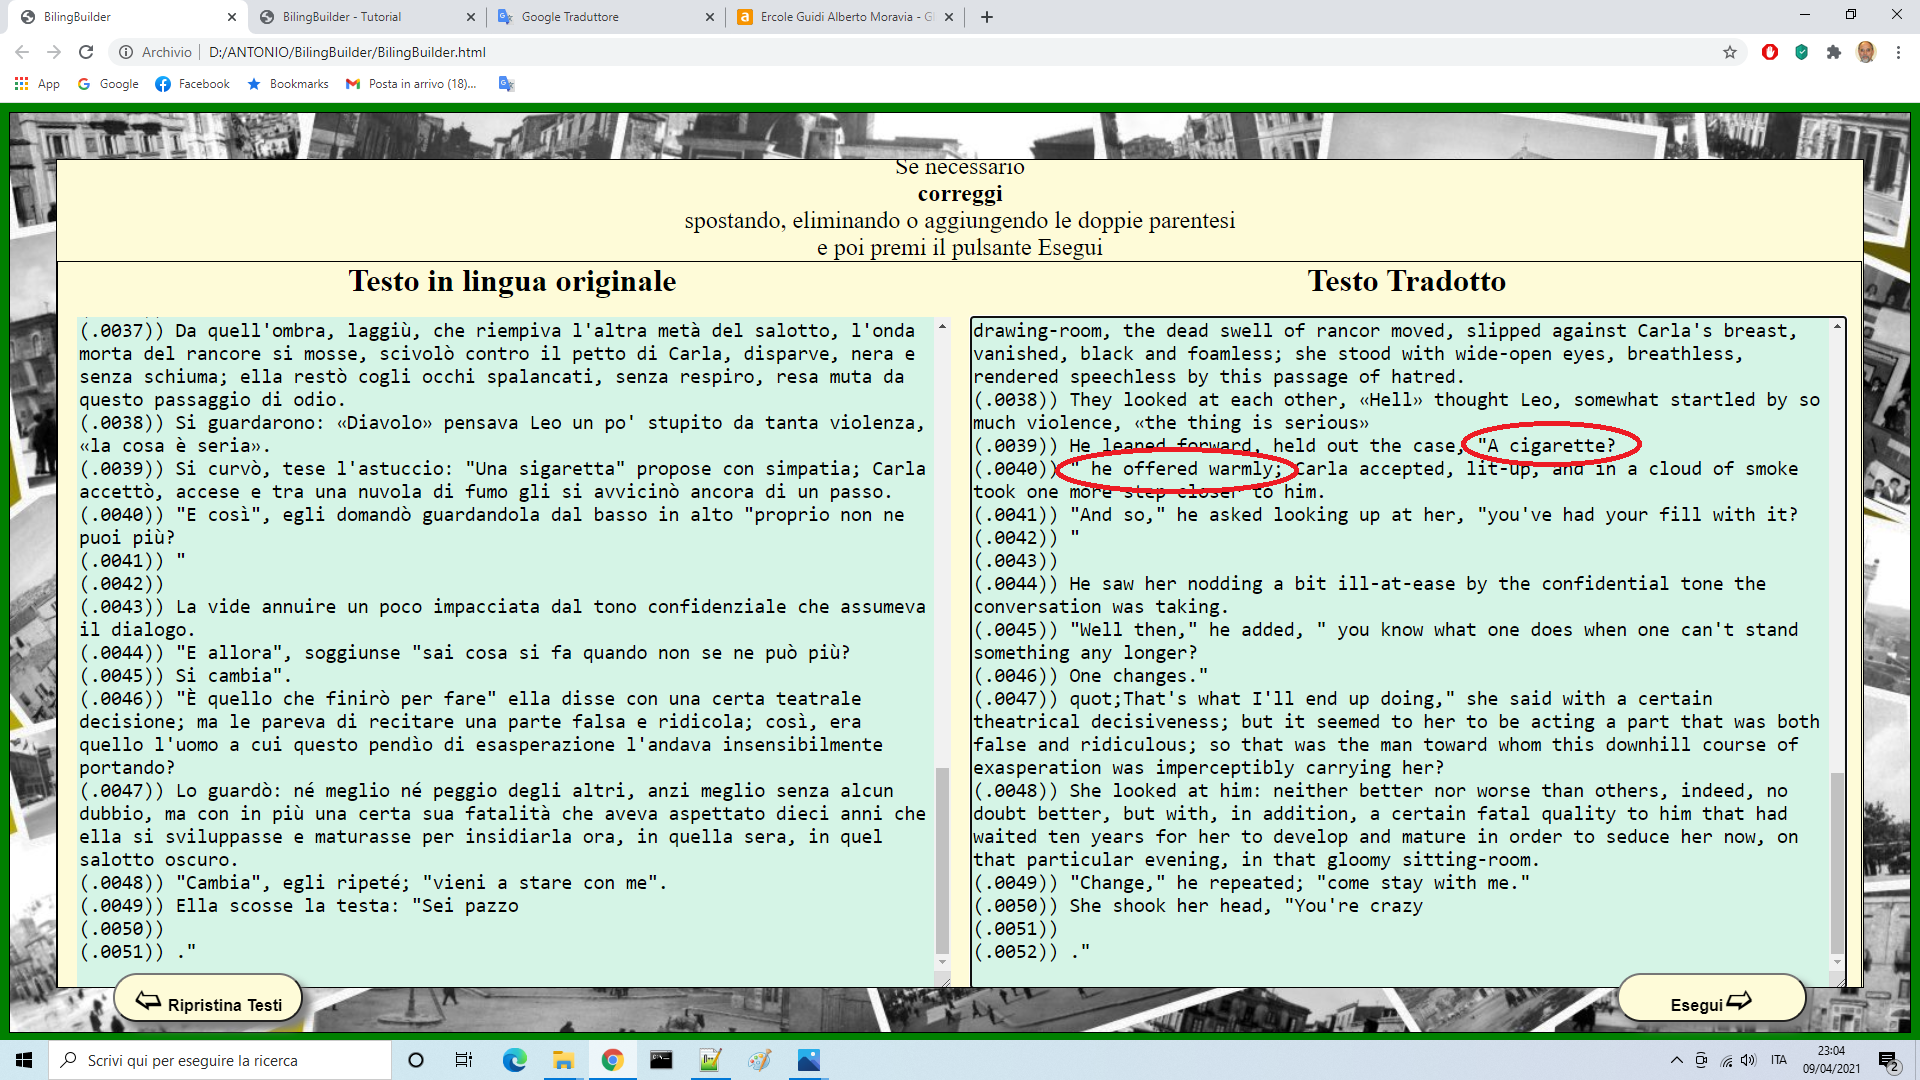 BilingBuilder
BilingBuilder - Tutorial
Google Traduttore
Ercole Guidi Alberto Moravia - Gl
Archivio
D:/ANTONIO/BilingBuilder/BilingBuilder.html
App
Google
Facebook
Bookmarks
Posta in arrivo (18)...
Se necessario
correggi
spostando, eliminando o aggiungendo le doppie parentesi
e poi premi il pulsante Esegui
Testo in lingua originale
(.0037)) Da quell'ombra, laggiù, che riempiva l'altra metà del salotto, l'onda
morta del rancore si mosse, scivolò contro il petto di Carla, disparve, nera e
senza schiuma; ella restò cogli occhi spalancati, senza respiro, resa muta da
questo passaggio di odio.
(.0038)) Si guardarono: «Diavolo» pensava Leo un po' stupito da tanta violenza,
«la cosa è seria».
(.0039)) Si curvò, tese l'astuccio: "Una sigaretta" propose con simpatia; Carla
accettò, accese e tra una nuvola di fumo gli si avvicinò ancora di un passo.
(.0040)) "E così", egli domandò guardandola dal basso in alto "proprio non ne
puoi più?
(.0041)) "
(.0042))
(.0043)) La vide annuire un poco impacciata dal tono confidenziale che assumeva
il dialogo.
(.0044)) "E allora", soggiunse "sai cosa si fa quando non se ne può più?
(.0045)) Si cambia".
(.0046)) "È quello che finirò per fare" ella disse con una certa teatrale
decisione; ma le pareva di recitare una parte falsa e ridicola; così, era
quello l'uomo a cui questo pendìo di esasperazione l'andava insensibilmente
portando?
(.0047)) Lo guardò: né meglio né peggio degli altri, anzi meglio senza alcun
dubbio, ma con in più una certa sua fatalità che aveva aspettato dieci anni che
ella si sviluppasse e maturasse per insidiarla ora, in quella sera, in quel
salotto oscuro.
(.0048)) "Cambia", egli ripeté; "vieni a stare con me".
(.0049)) Ella scosse la testa: "Sei pazzo
(.0050))
(.0051)) ."
Testo Tradotto
drawing-room, the dead swell of rancor moved, slipped against Carla's breast,
vanished, black and foamless; she stood with wide-open eyes, breathless,
rendered speechless by this passage of hatred.
(.0038)) They looked at each other, «Hell» thought Leo, somewhat startled by so
much violence, «the thing is serious»
(.0039)) He leaned forward, held out the case, "A cigarette?
(.0040)) " he offered warmly; Carla accepted, lit-up, and in a cloud of smoke
took one more step closer to him.
(.0041)) "And so," he asked looking up at her, "you've had your fill with it?
(.0042)) "
(.0043))
(.0044)) He saw her nodding a bit ill-at-ease by the confidential tone the
conversation was taking.
(.0045)) "Well then," he added, " you know what one does when one can't stand
something any longer?
(.0046)) One changes."
(.0047)) quot;That's what I'll end up doing," she said with a certain
theatrical decisiveness; but it seemed to her to be acting a part that was both
false and ridiculous; so that was the man toward whom this downhill course of
exasperation was imperceptibly carrying her?
(.0048)) She looked at him: neither better nor worse than others, indeed, no
doubt better, but with, in addition, a certain fatal quality to him that had
waited ten years for her to develop and mature in order to seduce her now, on
that particular evening, in that gloomy sitting-room.
(.0049)) "Change," he repeated; "come stay with me."
(.0050)) She shook her head, "You're crazy
(.0051))
(.0052)) ."
Ripristina Testi
Esegui
Scrivi qui per eseguire la ricerca
ITA
23:04
09/04/2021
2